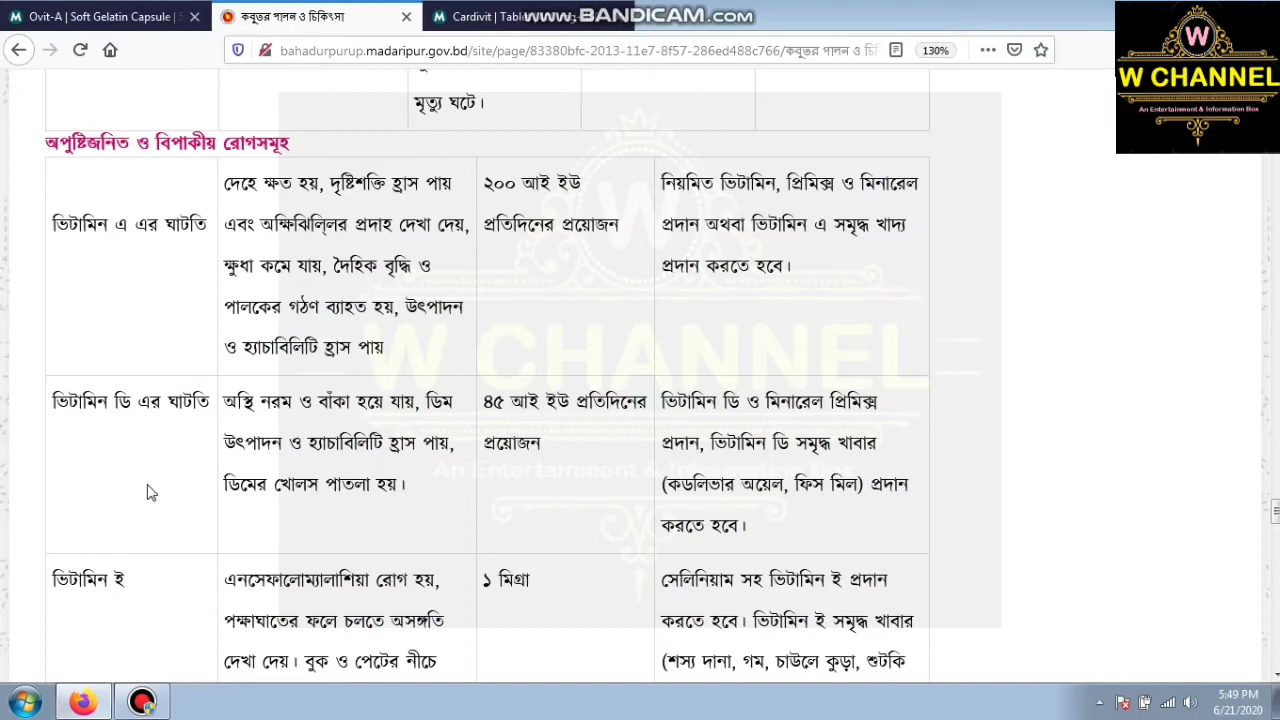 Ovit-A | Soft Gelatin Capsule |
কবুতর পালন ও চিকিৎসা
Cardivit | Tabl
www.BANDICAM.com
bahadurpurup.madaripur.gov.bd/site/page/83380bfc-2013-11e7-8f57-286ed488c766/কবুতর পালন ও চি
130%
W
W CHANNEL
An Entertainment & Information Box
মৃত্যু ঘটে।
অপুষ্টিজনিত ও বিপাকীয় রোগসমূহ
ভিটামিন এ এর ঘাটতি
দেহে ক্ষত হয়, দৃষ্টিশক্তি হ্রাস পায়
এবং অক্ষিঝিল্লির প্রদাহ দেখা দেয়,
ক্ষুধা কমে যায়, দৈহিক বৃদ্ধি ও
পালকের গঠণ ব্যাহত হয়, উৎপাদন
ও হ্যাচাবিলিটি হ্রাস পায়
২০০ আই ইউ
প্রতিদিনের প্রয়োজন
নিয়মিত ভিটামিন, প্রিমিক্স ও মিনারেল
প্রদান অথবা ভিটামিন এ সমৃদ্ধ খাদ্য
প্রদান করতে হবে।
ভিটামিন ডি এর ঘাটতি
অস্থি নরম ও বাঁকা হয়ে যায়, ডিম
উৎপাদন ও হ্যাচাবিলিটি হ্রাস পায়,
ডিমের খোলস পাতলা হয়।
৪৫ আই ইউ প্রতিদিনের
প্রয়োজন
ভিটামিন ডি ও মিনারেল প্রিমিক্স
প্রদান, ভিটামিন ডি সমৃদ্ধ খাবার
(কডলিভার অয়েল, ফিস মিল) প্রদান
করতে হবে।
ভিটামিন ই
এনসেফালোম্যালাশিয়া রোগ হয়,
পক্ষাঘাতের ফলে চলতে অসঙ্গতি
দেখা দেয়। বুক ও পেটের নীচে
১ মিগ্রা
সেলিনিয়াম সহ ভিটামিন ই প্রদান
করতে হবে। ভিটামিন ই সমৃদ্ধ খাবার
(শস্য দানা, গম, চাউলে কুড়া, শুটকি
W CHANNEL
An Entertainment & Information Box
5:49 PM
6/21/2020